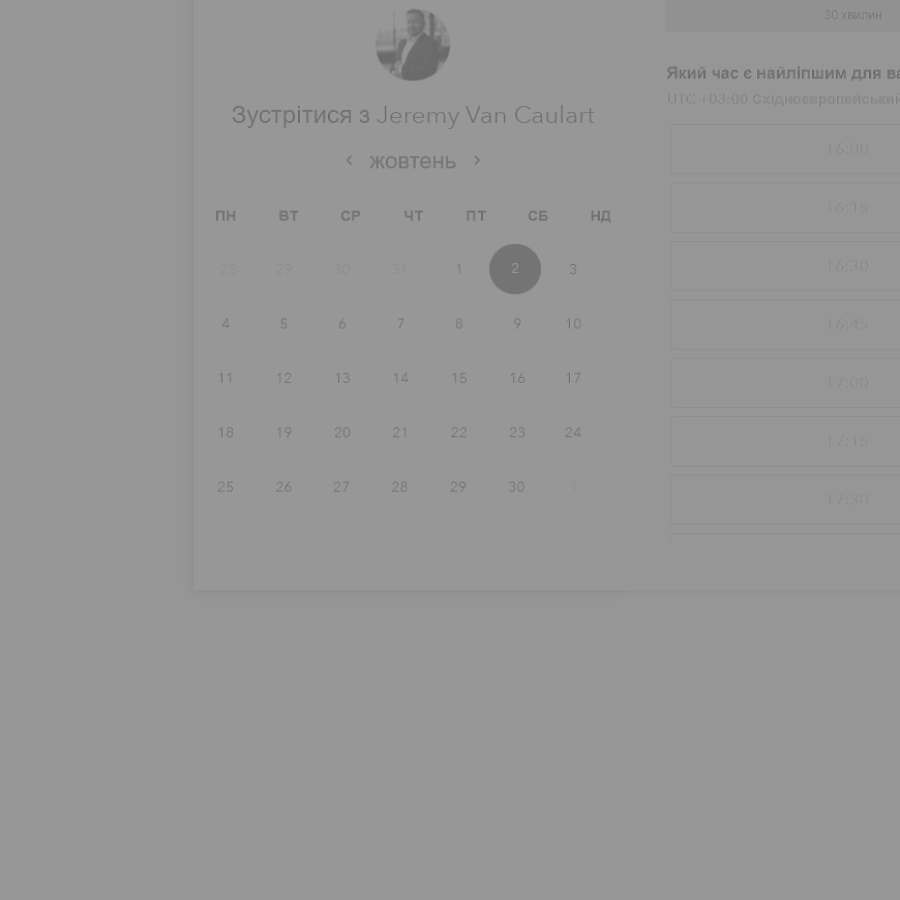 Зустрітися з Jeremy Van Caulart
жовтень
ПН ВТ СР ЧТ ПТ СБ НД
28 29 30 31 1 2 3
4 5 6 7 8 9 10
11 12 13 14 15 16 17
18 19 20 21 22 23 24
25 26 27 28 29 30 1
30 хвилин
Який час є найліпшим для ва
UTC +03:00 Східноєвропейський
16:00
16:15
16:30
16:45
17:00
17:15
17:30